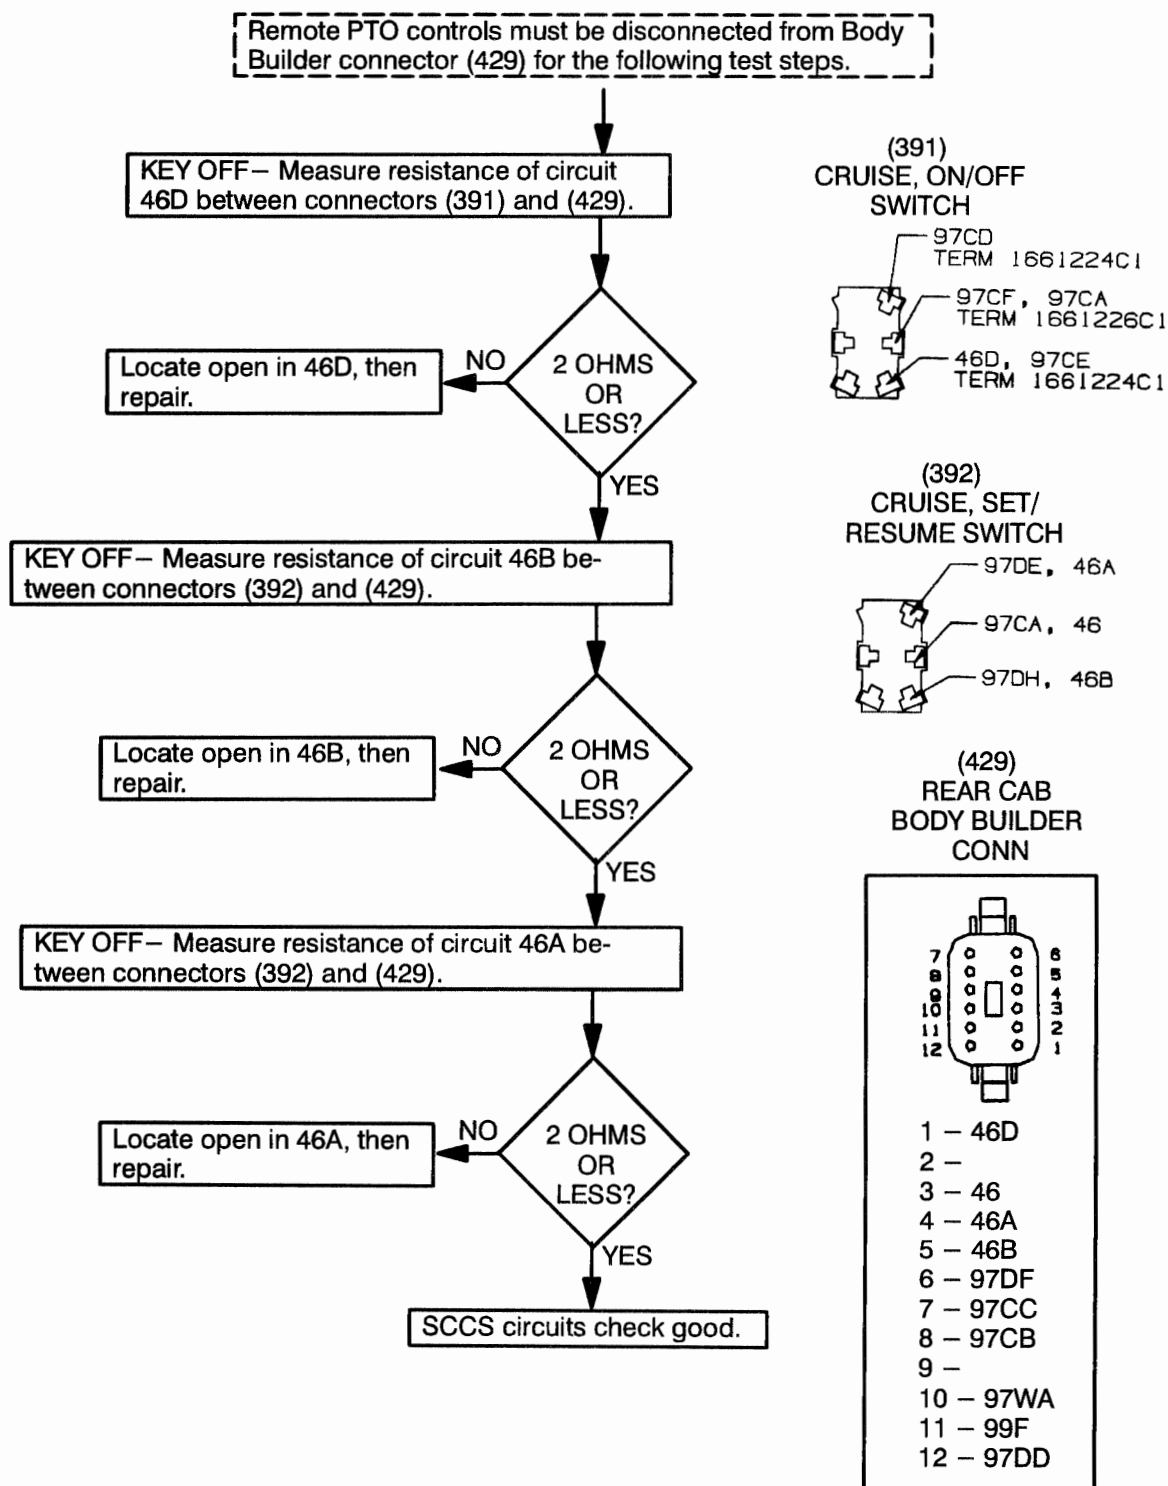 Remote PTO controls must be disconnected from Body
Builder connector (429) for the following test steps.
KEY OFF— Measure resistance of circuit
46D between connectors (391) and (429).
2 OHMS
OR
LESS?
NO
Locate open in 46D, then
repair.
YES
KEY OFF— Measure resistance of circuit 46B be-
tween connectors (392) and (429).
2 OHMS
OR
LESS?
NO
Locate open in 46B, then
repair.
YES
KEY OFF— Measure resistance of circuit 46A be-
tween connectors (392) and (429).
2 OHMS
OR
LESS?
NO
Locate open in 46A, then
repair.
YES
SCCS circuits check good.
(391)
CRUISE, ON/OFF
SWITCH
97CD
TERM 1661224C1
97CF, 97CA
TERM 1661226C1
46D, 97CE
TERM 1661224C1
(392)
CRUISE, SET/
RESUME SWITCH
97DE, 46A
97CA, 46
97DH, 46B
(429)
REAR CAB
BODY BUILDER
CONN
7 6
8 5
9 4
10 3
11 2
12 1
1 – 46D
2 –
3 – 46
4 – 46A
5 – 46B
6 – 97DF
7 – 97CC
8 – 97CB
9 –
10 – 97WA
11 – 99F
12 – 97DD